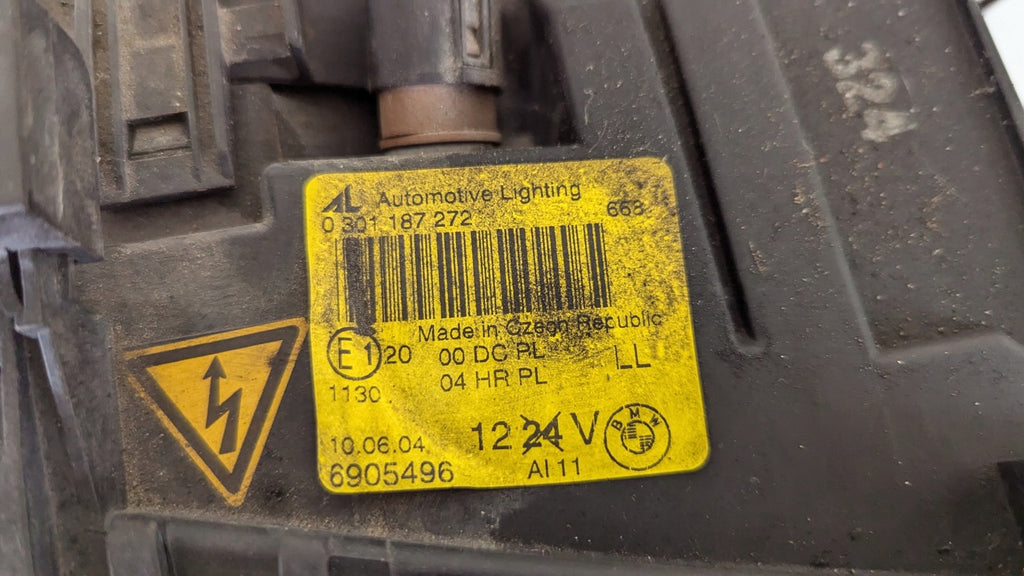 AL Automotive Lighting
0 301 187 272 668
Made in Czech Republic
E1 20 00 DC PL LL
1130 04 HR PL
10.06.04 12 24 V BMW
6905496 AI 11
324